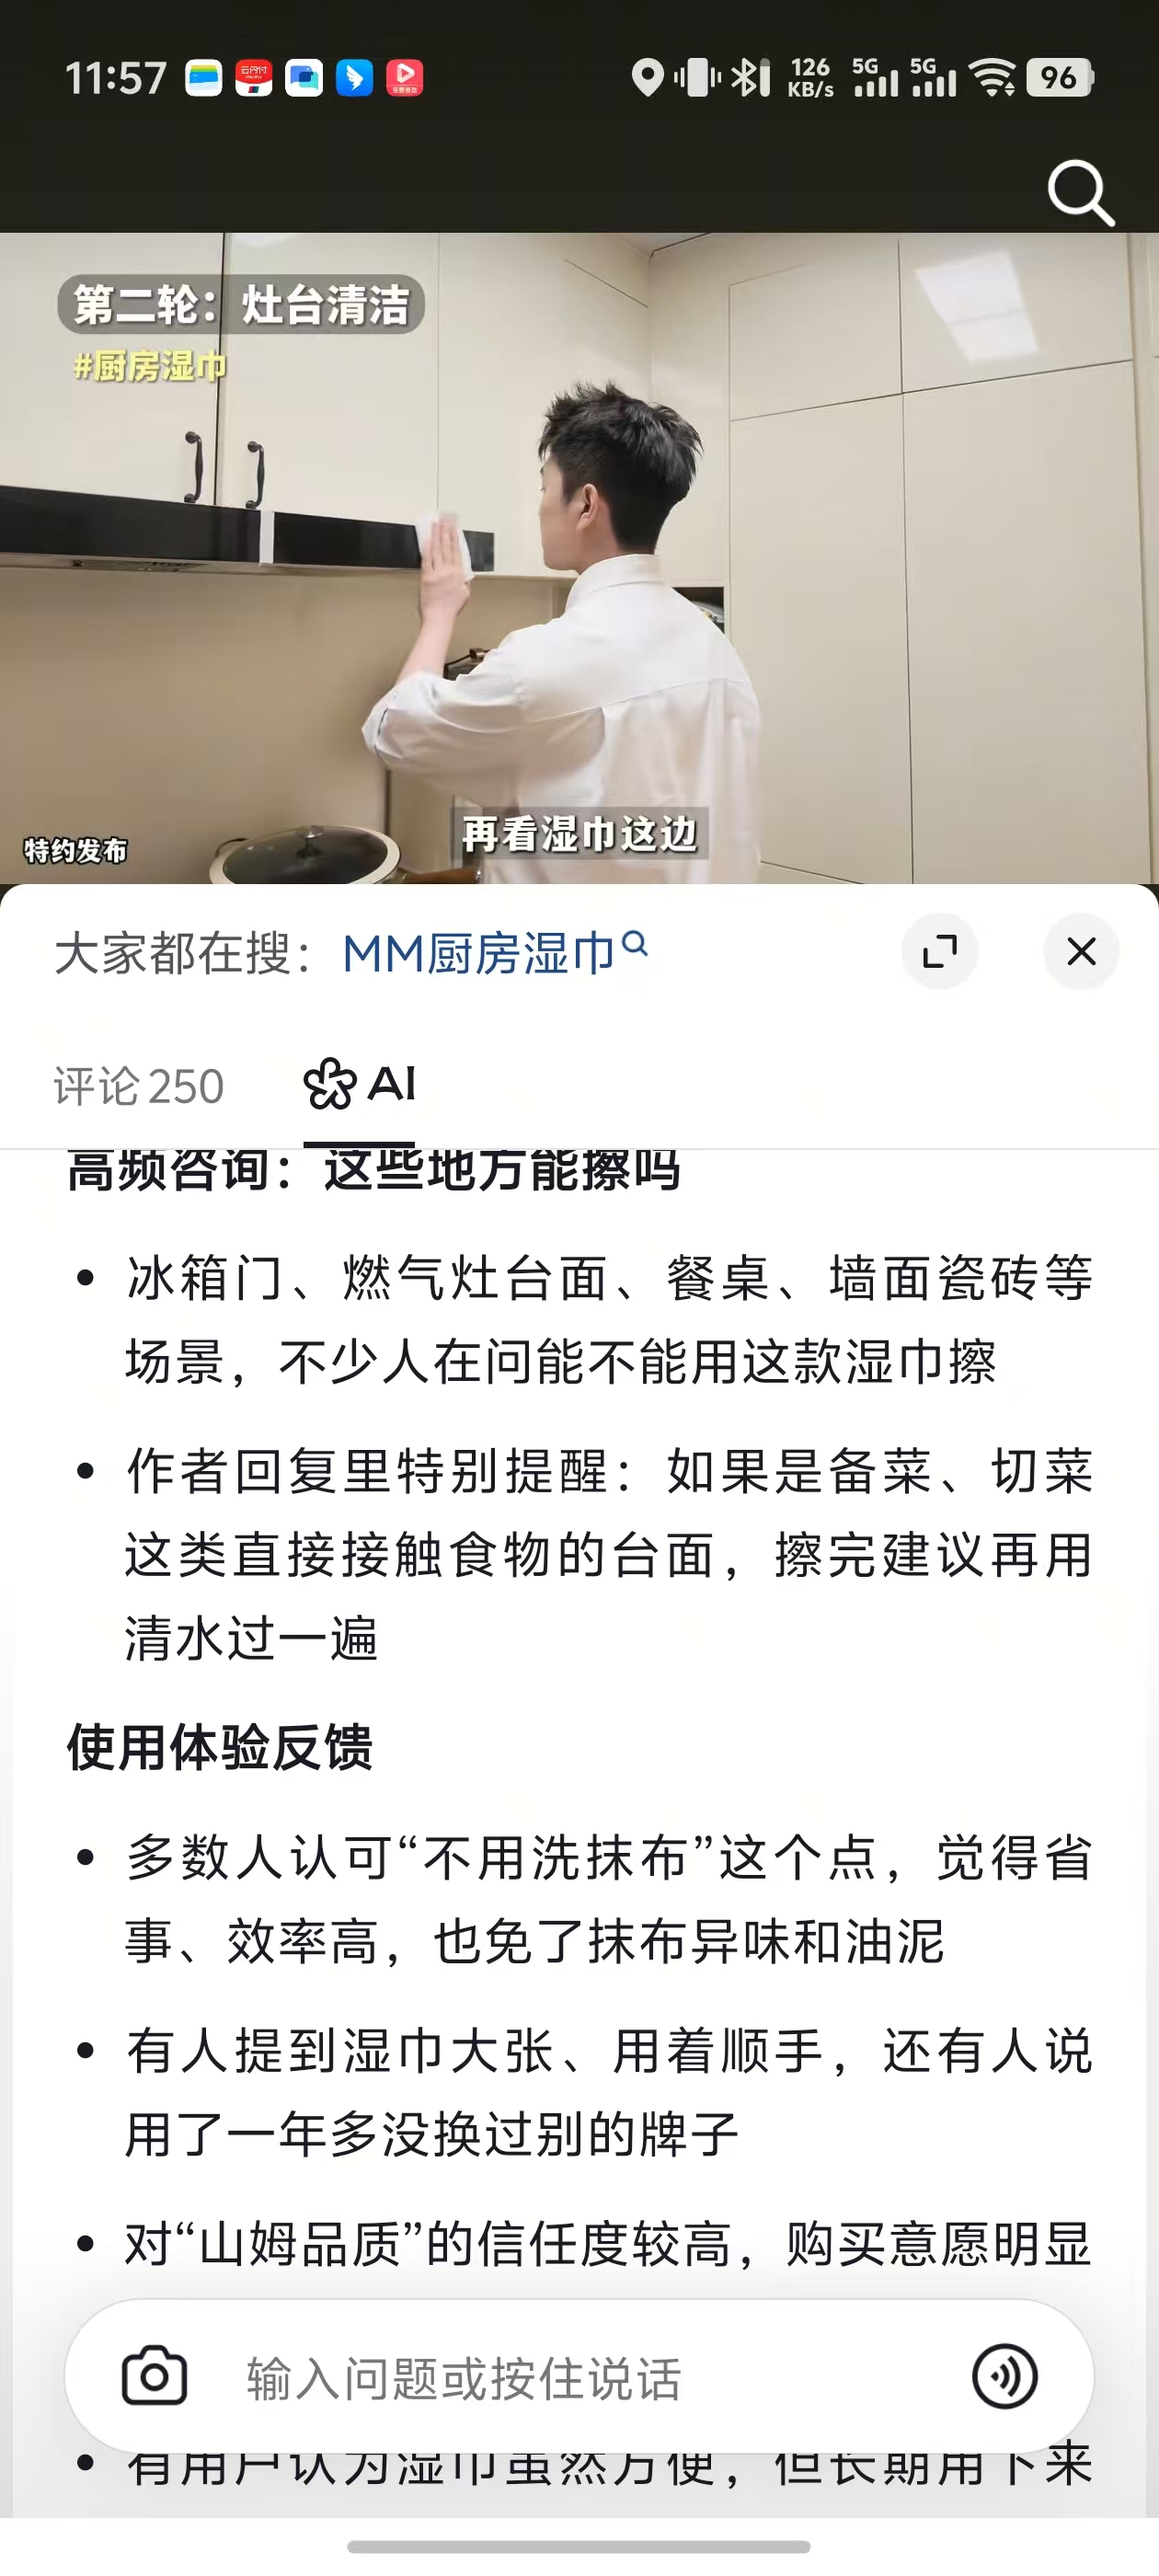 11:57
126
KB/s
5G
5G
96
第二轮：灶台清洁
#厨房湿巾
再看湿巾这边
特约发布
大家都在搜：MM厨房湿巾
评论250
AI
高频咨询：这些地方能擦吗
• 冰箱门、燃气灶台面、餐桌、墙面瓷砖等
场景，不少人在问能不能用这款湿巾擦
• 作者回复里特别提醒：如果是备菜、切菜
这类直接接触食物的台面，擦完建议再用
清水过一遍
使用体验反馈
• 多数人认可“不用洗抹布”这个点，觉得省
事、效率高，也免了抹布异味和油泥
• 有人提到湿巾大张、用着顺手，还有人说
用了一年多没换过别的牌子
• 对“山姆品质”的信任度较高，购买意愿明显
输入问题或按住说话
• 有用户认为湿巾虽然方便，但长期用下来